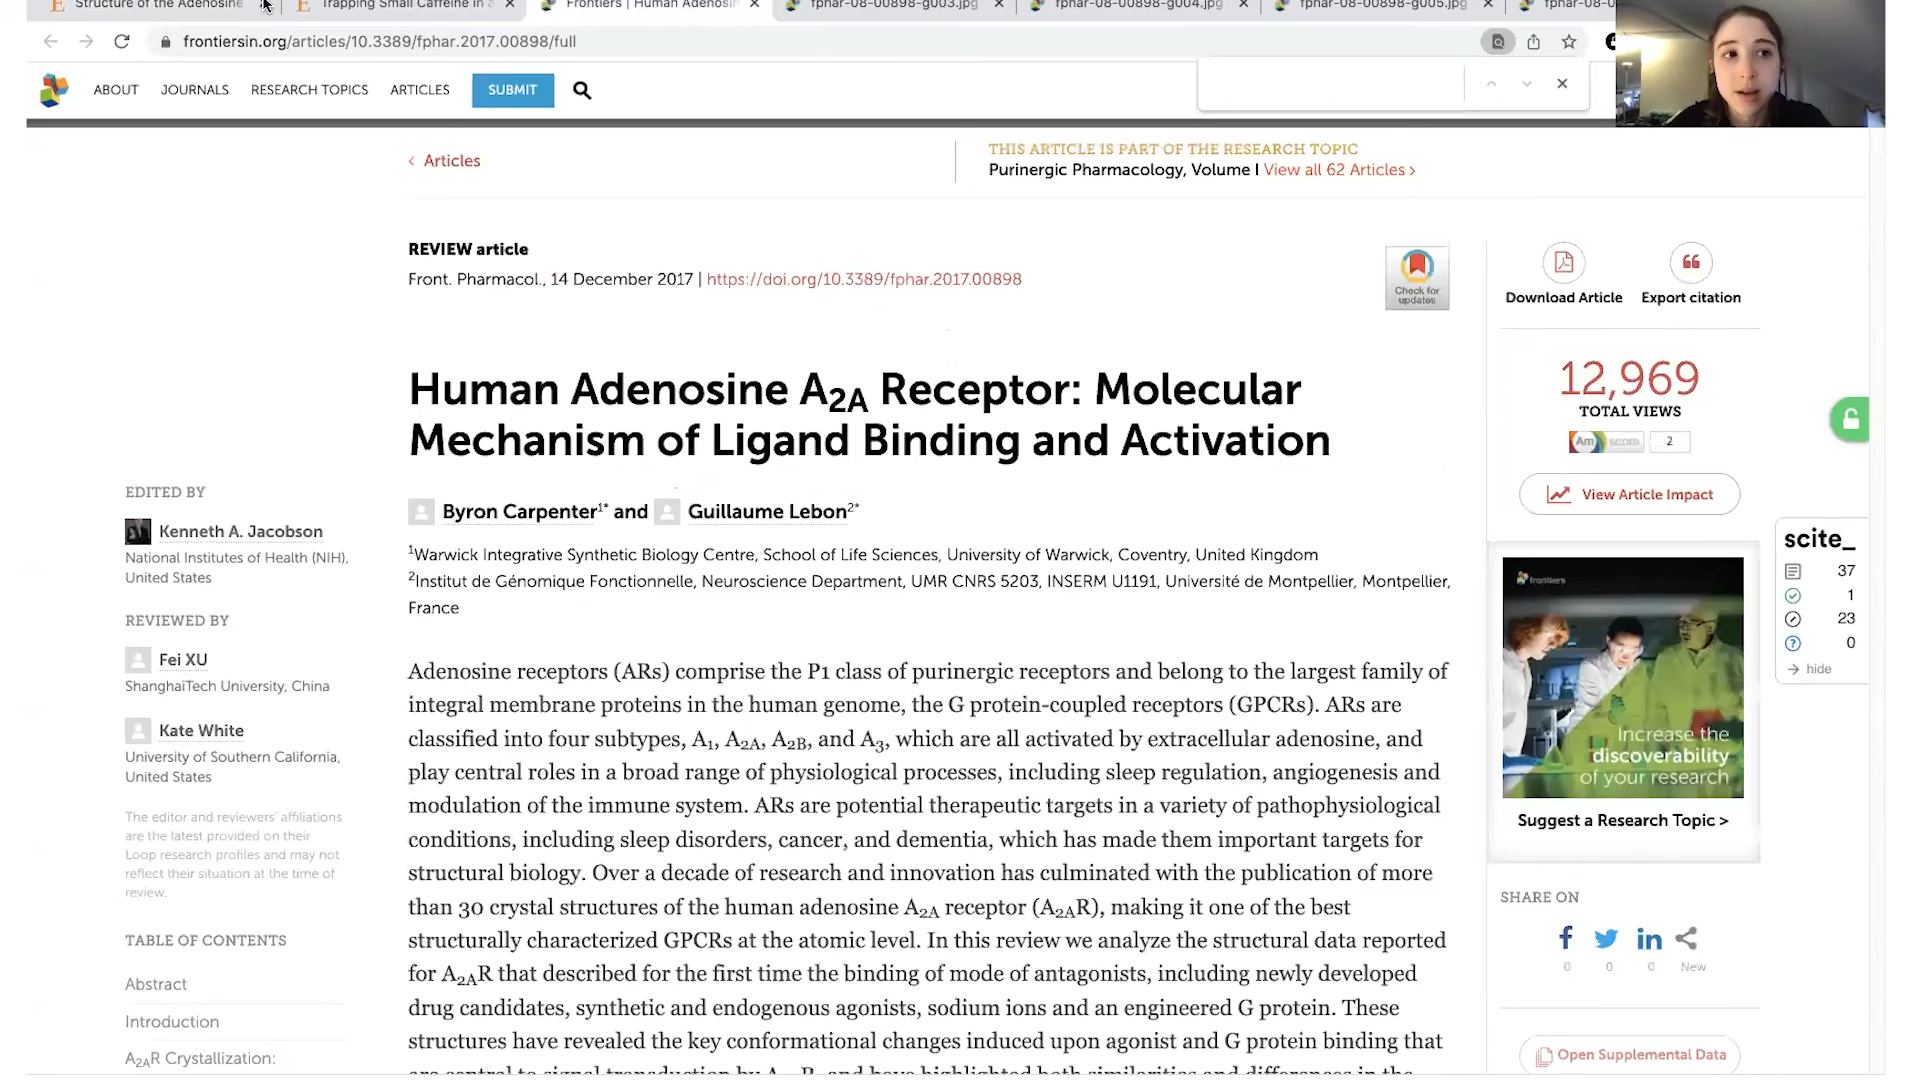 Structure of the Adenosine
Trapping Small Caffeine in a
Frontiers | Human Adenosin
fphar-08-00898-g003.jpg
fphar-08-00898-g004.jpg
fphar-08-00898-g005.jpg
fphar-08-0
frontiersin.org/articles/10.3389/fphar.2017.00898/full
ABOUT JOURNALS RESEARCH TOPICS ARTICLES SUBMIT
‹ Articles
THIS ARTICLE IS PART OF THE RESEARCH TOPIC
Purinergic Pharmacology, Volume I View all 62 Articles ›
REVIEW article
Front. Pharmacol., 14 December 2017 | https://doi.org/10.3389/fphar.2017.00898
Check for
updates
Download Article
Export citation
Human Adenosine A2A Receptor: Molecular
Mechanism of Ligand Binding and Activation
12,969
TOTAL VIEWS
Am score 2
View Article Impact
Byron Carpenter1* and Guillaume Lebon2*
1Warwick Integrative Synthetic Biology Centre, School of Life Sciences, University of Warwick, Coventry, United Kingdom
2Institut de Génomique Fonctionnelle, Neuroscience Department, UMR CNRS 5203, INSERM U1191, Université de Montpellier, Montpellier,
France
EDITED BY
Kenneth A. Jacobson
National Institutes of Health (NIH),
United States
REVIEWED BY
Fei XU
ShanghaiTech University, China
Kate White
University of Southern California,
United States
The editor and reviewers' affiliations
are the latest provided on their
Loop research profiles and may not
reflect their situation at the time of
review.
TABLE OF CONTENTS
Abstract
Introduction
A2AR Crystallization:
Adenosine receptors (ARs) comprise the P1 class of purinergic receptors and belong to the largest family of
integral membrane proteins in the human genome, the G protein-coupled receptors (GPCRs). ARs are
classified into four subtypes, A1, A2A, A2B, and A3, which are all activated by extracellular adenosine, and
play central roles in a broad range of physiological processes, including sleep regulation, angiogenesis and
modulation of the immune system. ARs are potential therapeutic targets in a variety of pathophysiological
conditions, including sleep disorders, cancer, and dementia, which has made them important targets for
structural biology. Over a decade of research and innovation has culminated with the publication of more
than 30 crystal structures of the human adenosine A2A receptor (A2AR), making it one of the best
structurally characterized GPCRs at the atomic level. In this review we analyze the structural data reported
for A2AR that described for the first time the binding of mode of antagonists, including newly developed
drug candidates, synthetic and endogenous agonists, sodium ions and an engineered G protein. These
structures have revealed the key conformational changes induced upon agonist and G protein binding that
frontiers
Increase the
discoverability
of your research
Suggest a Research Topic >
scite_
37
1
23
0
hide
SHARE ON
0 0 0 New
Open Supplemental Data